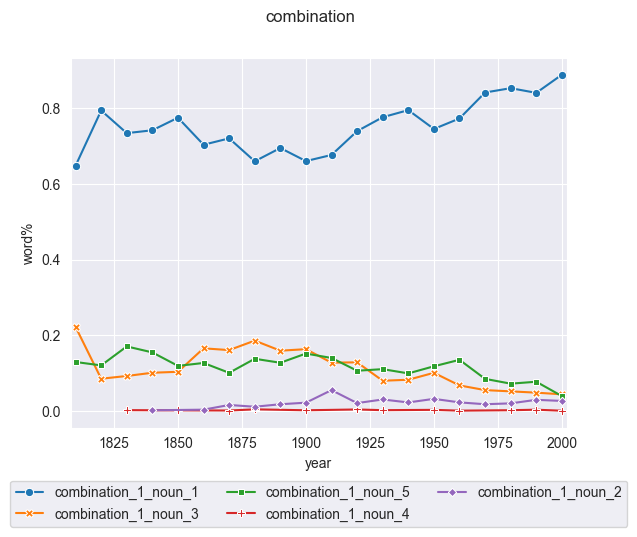 combination
0.8
0.6
0.4
0.2
0.0
word%
1825 1850 1875 1900 1925 1950 1975 2000
year
combination_1_noun_1 combination_1_noun_5 combination_1_noun_2
combination_1_noun_3 combination_1_noun_4